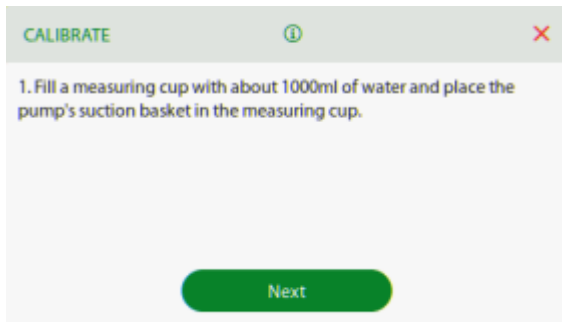 CALIBRATE
1. Fill a measuring cup with about 1000ml of water and place the
pump's suction basket in the measuring cup.
Next